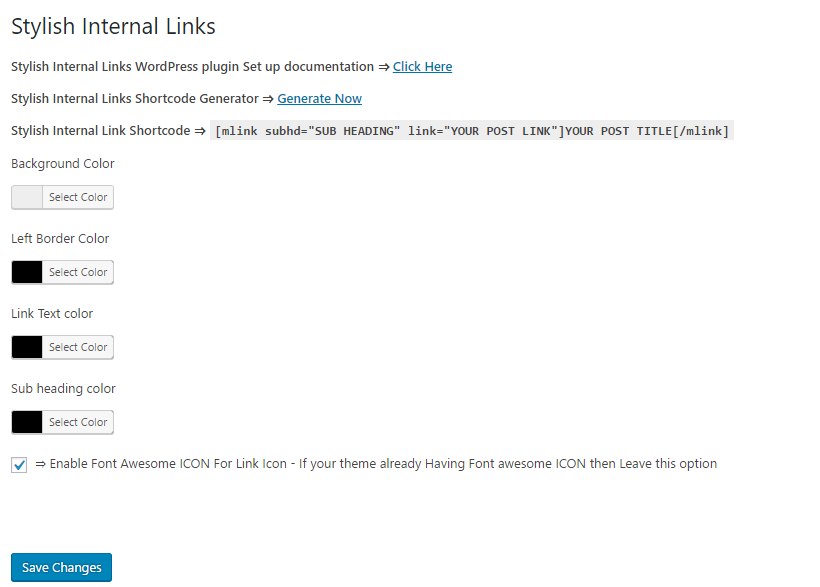 Stylish Internal Links
Stylish Internal Links WordPress plugin Set up documentation ⇒ Click Here
Stylish Internal Links Shortcode Generator ⇒ Generate Now
Stylish Internal Link Shortcode ⇒ [mlink subhd="SUB HEADING" link="YOUR POST LINK"]YOUR POST TITLE[/mlink]
Background Color
Select Color
Left Border Color
Select Color
Link Text color
Select Color
Sub heading color
Select Color
⇒ Enable Font Awesome ICON For Link Icon - If your theme already Having Font awesome ICON then Leave this option
Save Changes